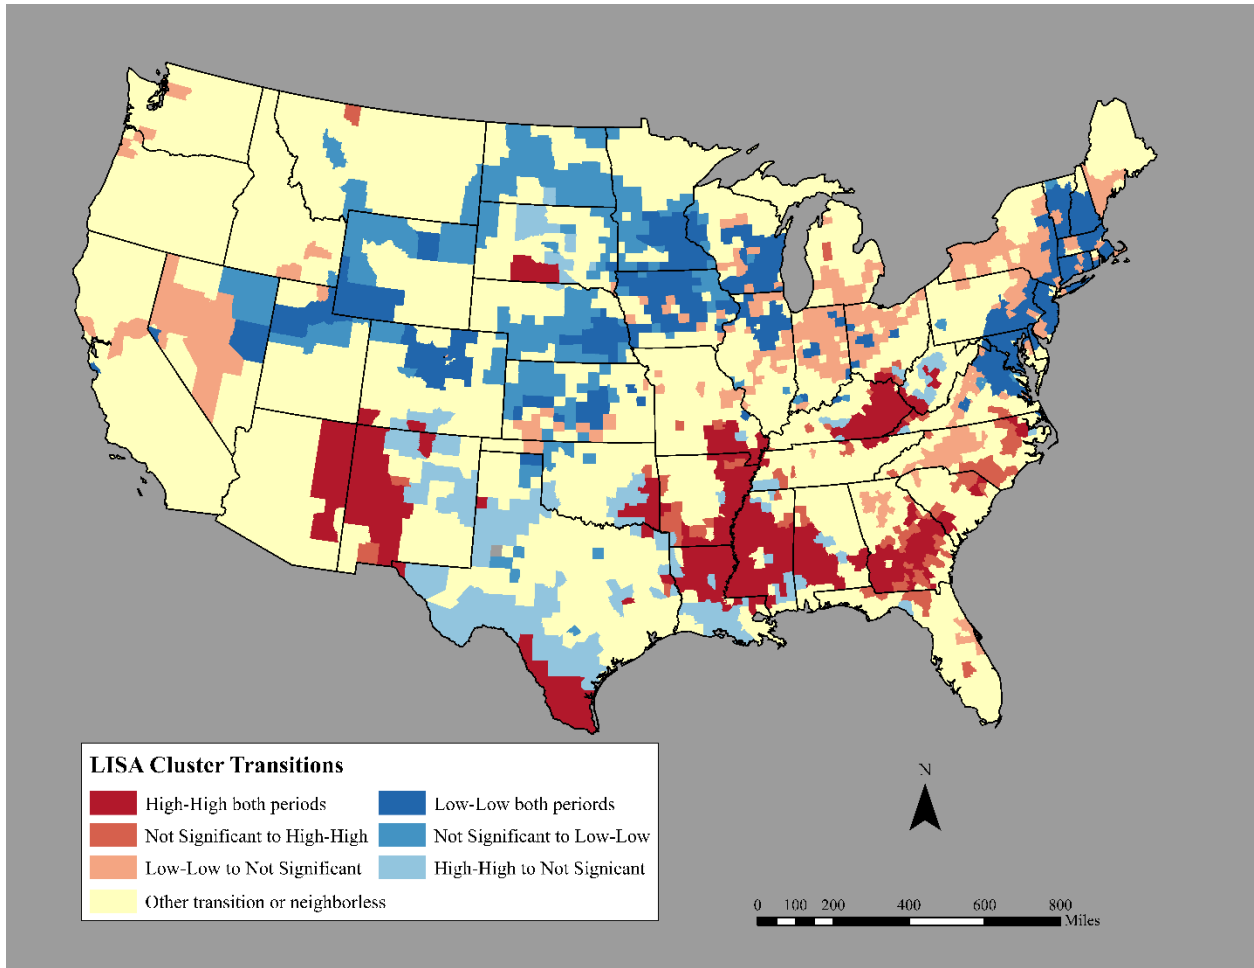 LISA Cluster Transitions
High-High both periods
Low-Low both periords
Not Significant to High-High
Not Significant to Low-Low
Low-Low to Not Significant
High-High to Not Signicant
Other transition or neighborless
N
0 100 200 400 600 800
Miles